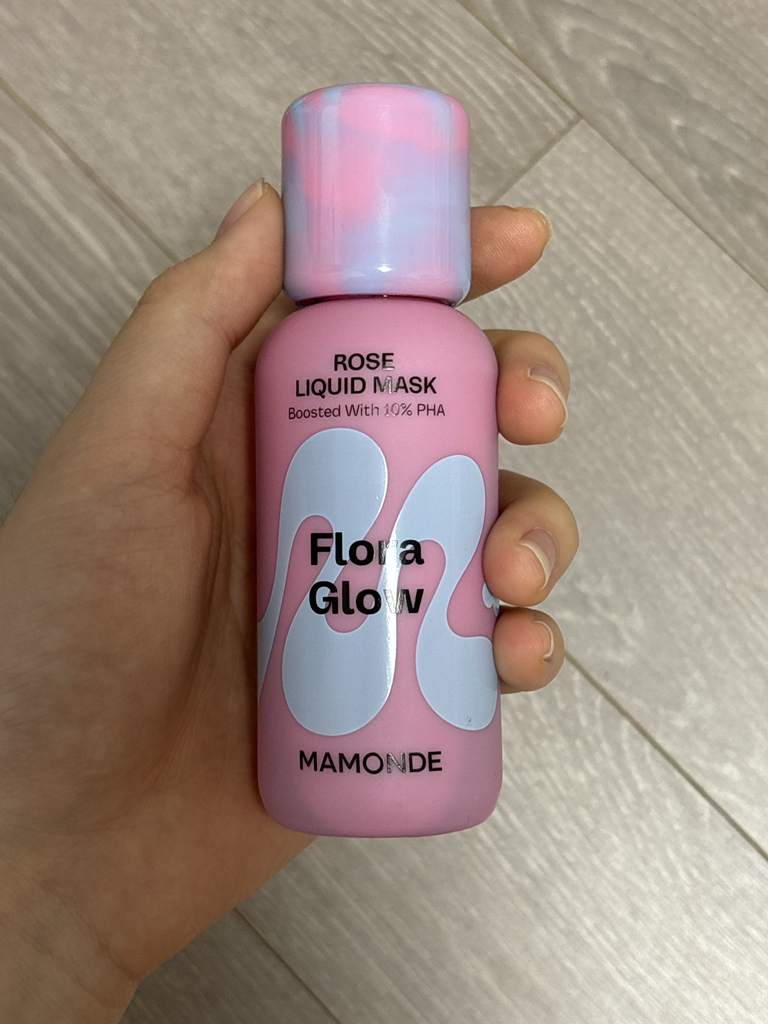 ROSE
LIQUID MASK
Boosted With 10% PHA
Flora
Glow
MAMONDE